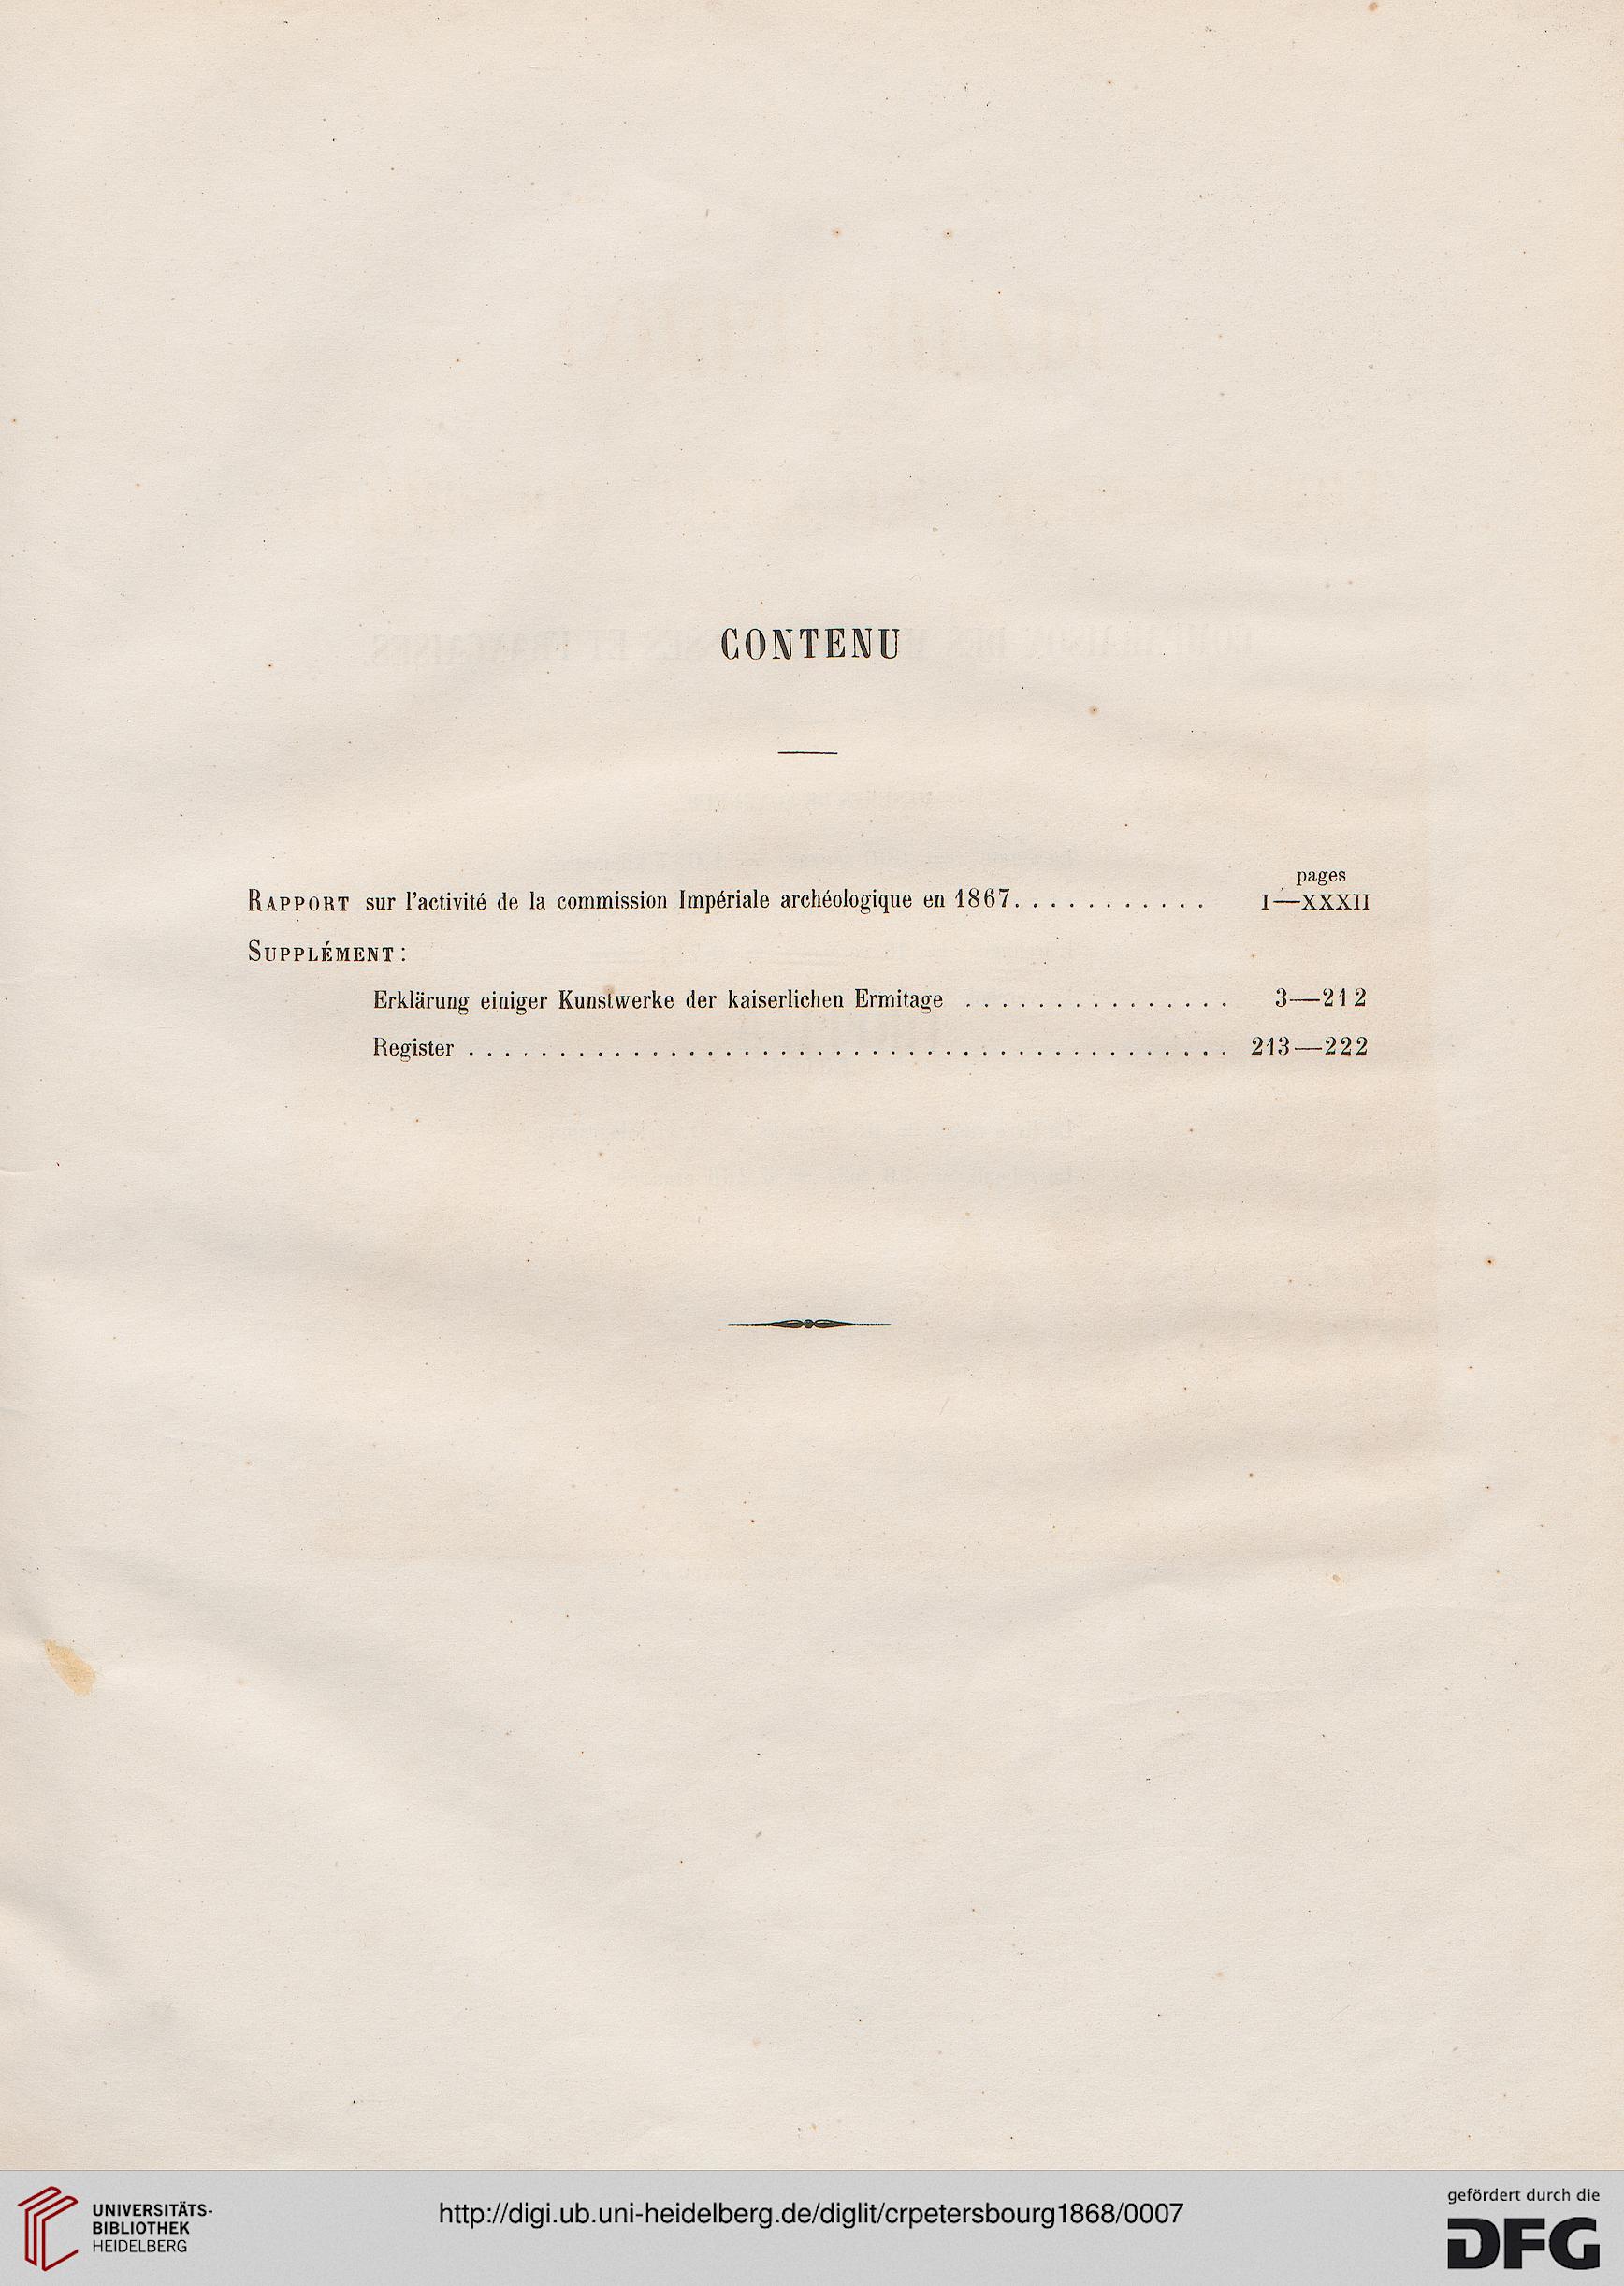 CONTENU
pages
RAPPORT sur l'activité de la commission Impériale archéologique en 1867. . . . . . . . . . . I—XXXII
SUPPLÉMENT:
Erklärung einiger Kunstwerke der kaiserlichen Ermitage . . . . . . . . . . . . . . . 3—212
Register . . . . . . . . . . . . . . . . . . . . . . . . . . . . . . . . . . . . . . . . . . . 213—222
UNIVERSITÄTS-
BIBLIOTHEK
HEIDELBERG
http://digi.ub.uni-heidelberg.de/diglit/crpetersbourg1868/0007
gefördert durch die
DFG